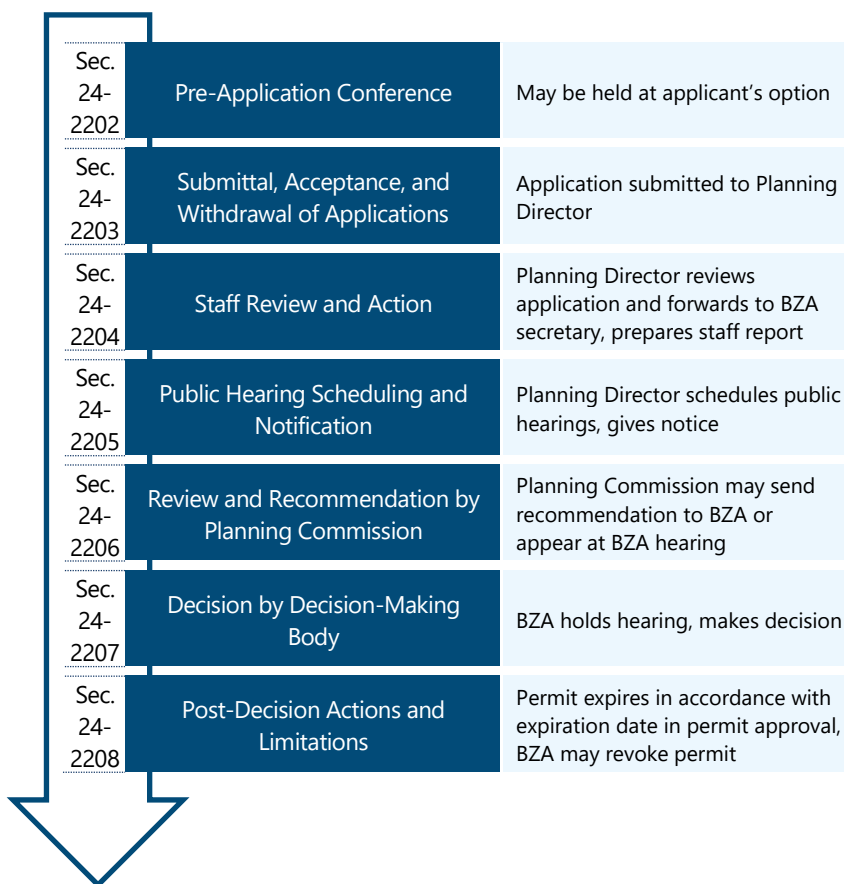 Sec.
24-
2202
Pre-Application Conference
May be held at applicant's option
Sec.
24-
2203
Submittal, Acceptance, and
Withdrawal of Applications
Application submitted to Planning
Director
Sec.
24-
2204
Staff Review and Action
Planning Director reviews
application and forwards to BZA
secretary, prepares staff report
Sec.
24-
2205
Public Hearing Scheduling and
Notification
Planning Director schedules public
hearings, gives notice
Sec.
24-
2206
Review and Recommendation by
Planning Commission
Planning Commission may send
recommendation to BZA or
appear at BZA hearing
Sec.
24-
2207
Decision by Decision-Making
Body
BZA holds hearing, makes decision
Sec.
24-
2208
Post-Decision Actions and
Limitations
Permit expires in accordance with
expiration date in permit approval,
BZA may revoke permit